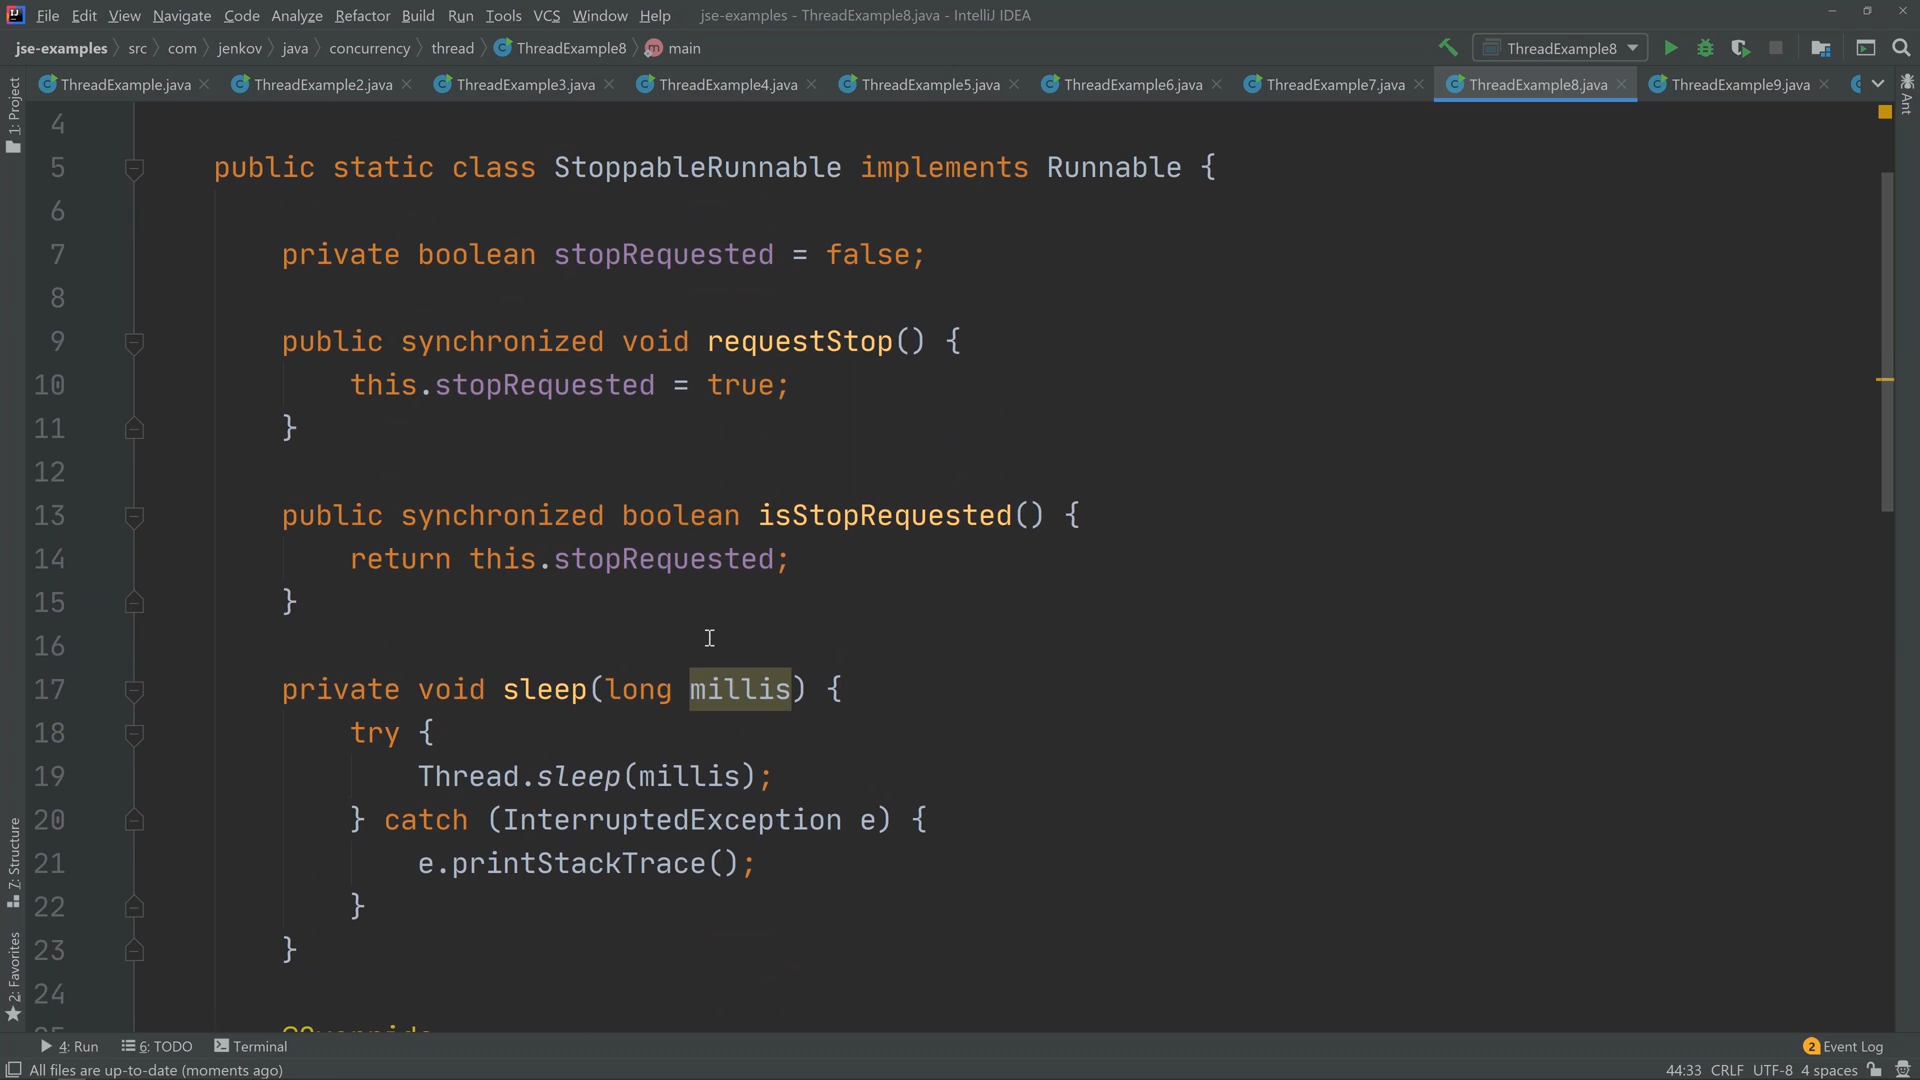 File Edit View Navigate Code Analyze Refactor Build Run Tools VCS Window Help jse-examples - ThreadExample8.java - IntelliJ IDEA
jse-examples src com jenkov java concurrency thread ThreadExample8 main ThreadExample8
ThreadExample.java ThreadExample2.java ThreadExample3.java ThreadExample4.java ThreadExample5.java ThreadExample6.java ThreadExample7.java ThreadExample8.java ThreadExample9.java
1: Project
Ant
4
5 public static class StoppableRunnable implements Runnable {
6
7 private boolean stopRequested = false;
8
9 public synchronized void requestStop() {
10 this.stopRequested = true;
11 }
12
13 public synchronized boolean isStopRequested() {
14 return this.stopRequested;
15 }
16
17 private void sleep(long millis) {
18 try {
19 Thread.sleep(millis);
20 } catch (InterruptedException e) {
21 e.printStackTrace();
22 }
23 }
24
7: Structure
2: Favorites
4: Run 6: TODO Terminal 2 Event Log
All files are up-to-date (moments ago) 44:33 CRLF UTF-8 4 spaces